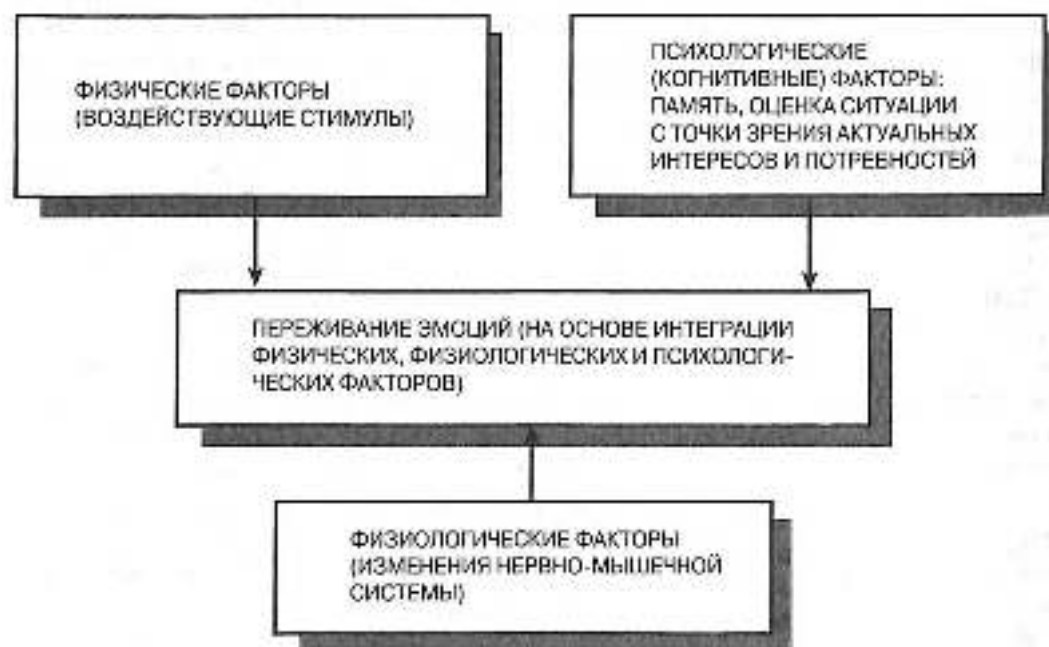 ФИЗИЧЕСКИЕ ФАКТОРЫ
(ВОЗДЕЙСТВУЮЩИЕ СТИМУЛЫ)
ПСИХОЛОГИЧЕСКИЕ
(КОГНИТИВНЫЕ) ФАКТОРЫ:
ПАМЯТЬ, ОЦЕНКА СИТУАЦИИ
С ТОЧКИ ЗРЕНИЯ АКТУАЛЬНЫХ
ИНТЕРЕСОВ И ПОТРЕБНОСТЕЙ
ПЕРЕЖИВАНИЕ ЭМОЦИЙ (НА ОСНОВЕ ИНТЕГРАЦИИ
ФИЗИЧЕСКИХ, ФИЗИОЛОГИЧЕСКИХ И ПСИХОЛОГИ-
ЧЕСКИХ ФАКТОРОВ)
ФИЗИОЛОГИЧЕСКИЕ ФАКТОРЫ
(ИЗМЕНЕНИЯ НЕРВНО-МЫШЕЧНОЙ
СИСТЕМЫ)